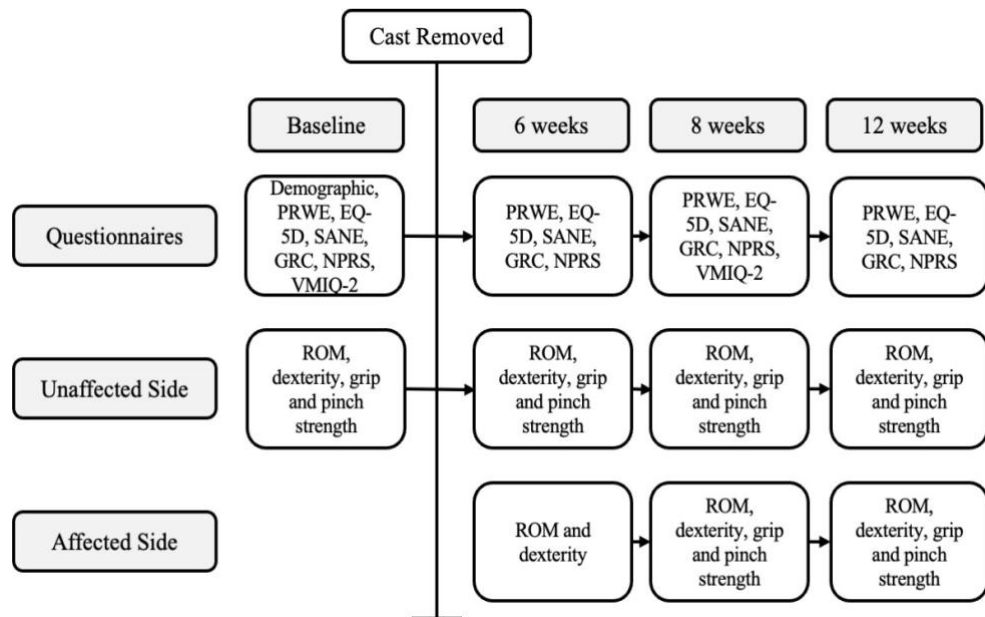 Cast Removed
Baseline
6 weeks
8 weeks
12 weeks
Questionnaires
Demographic,
PRWE, EQ-
5D, SANE,
GRC, NPRS,
VMIQ-2
PRWE, EQ-
5D, SANE,
GRC, NPRS
PRWE, EQ-
5D, SANE,
GRC, NPRS,
VMIQ-2
PRWE, EQ-
5D, SANE,
GRC, NPRS
Unaffected Side
ROM,
dexterity, grip
and pinch
strength
ROM,
dexterity, grip
and pinch
strength
ROM,
dexterity, grip
and pinch
strength
ROM,
dexterity, grip
and pinch
strength
Affected Side
ROM and
dexterity
ROM,
dexterity, grip
and pinch
strength
ROM,
dexterity, grip
and pinch
strength